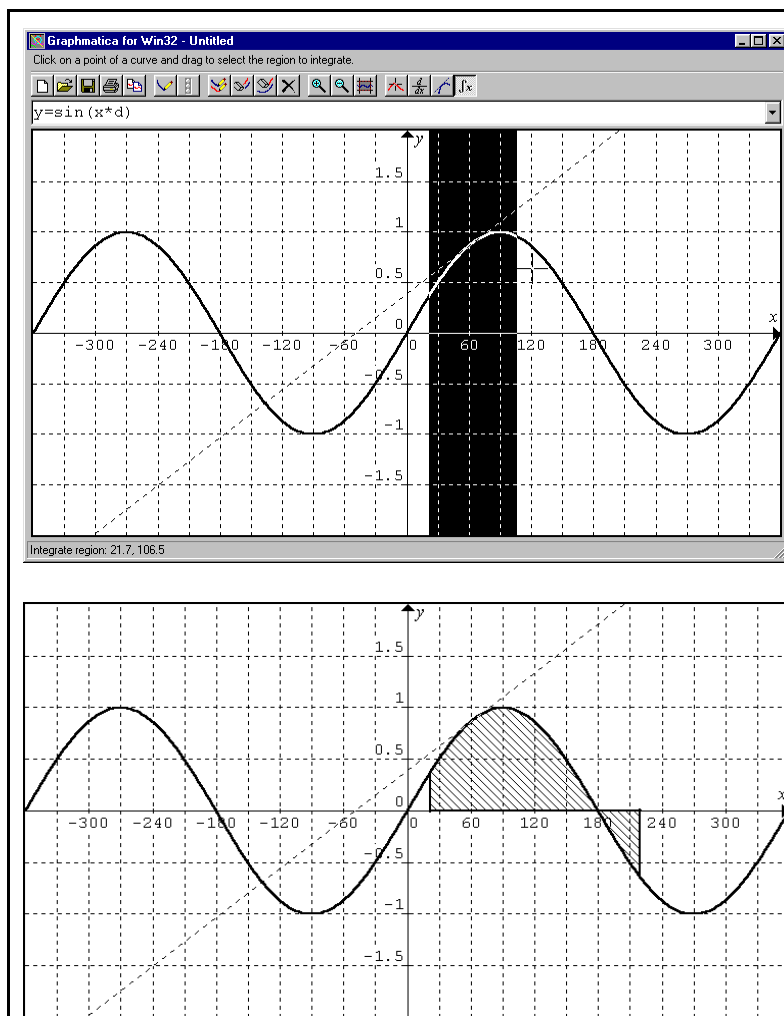 Graphmatica for Win32 - Untitled
Click on a point of a curve and drag to select the region to integrate.
d
dx
∫x
y=sin(x*d)
y
1.5
1
0.5
0
x
-300 -240 -180 -120 -60 0 60 120 180 240 300
-0.5
-1
-1.5
Integrate region: 21.7, 106.5
y
1.5
1
0.5
0
x
-300 -240 -180 -120 -60 0 60 120 180 240 300
-0.5
-1
-1.5